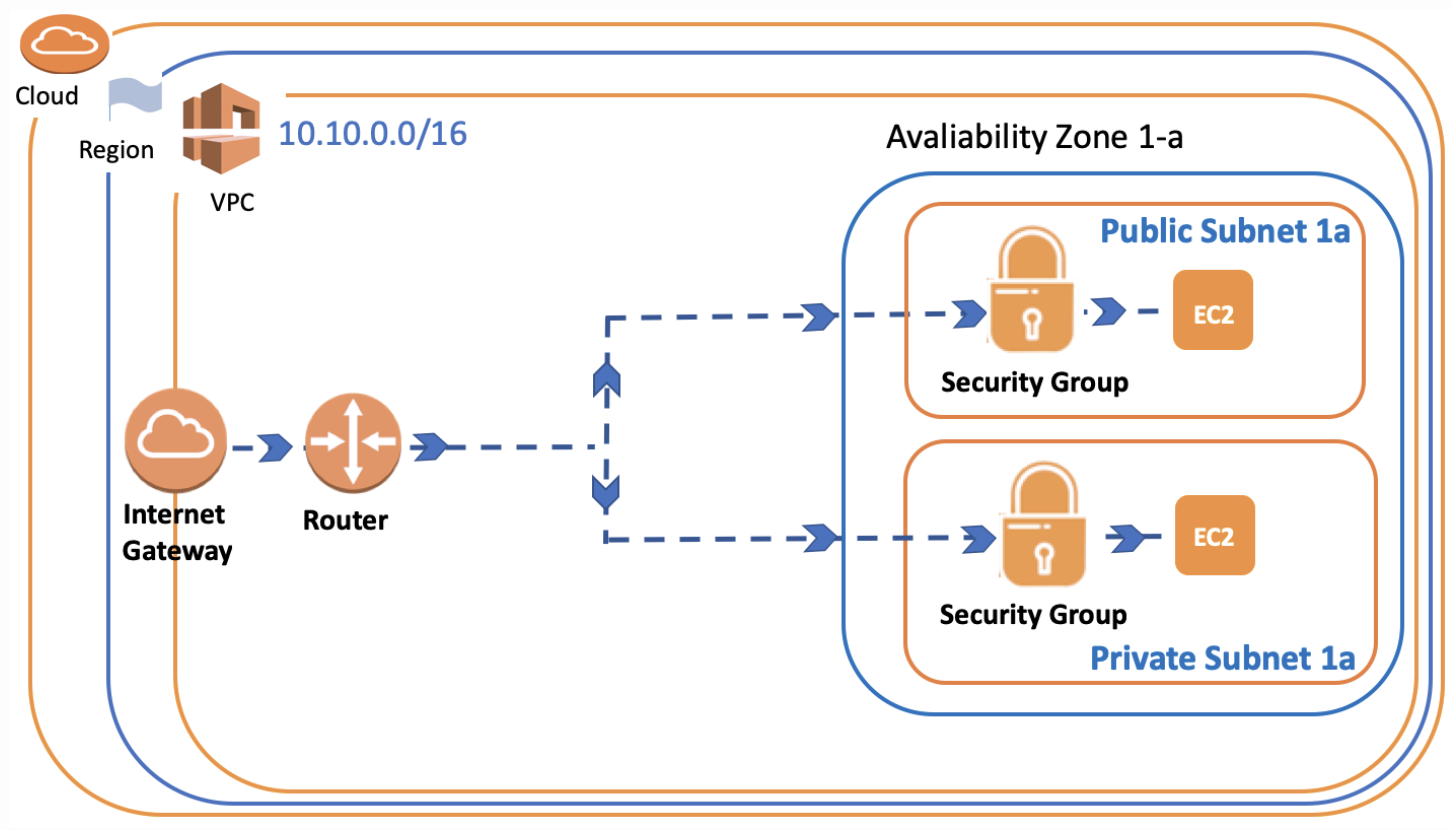 Cloud
Region
VPC
10.10.0.0/16
Avaliability Zone 1-a
Public Subnet 1a
EC2
Security Group
Internet
Gateway
Router
EC2
Security Group
Private Subnet 1a